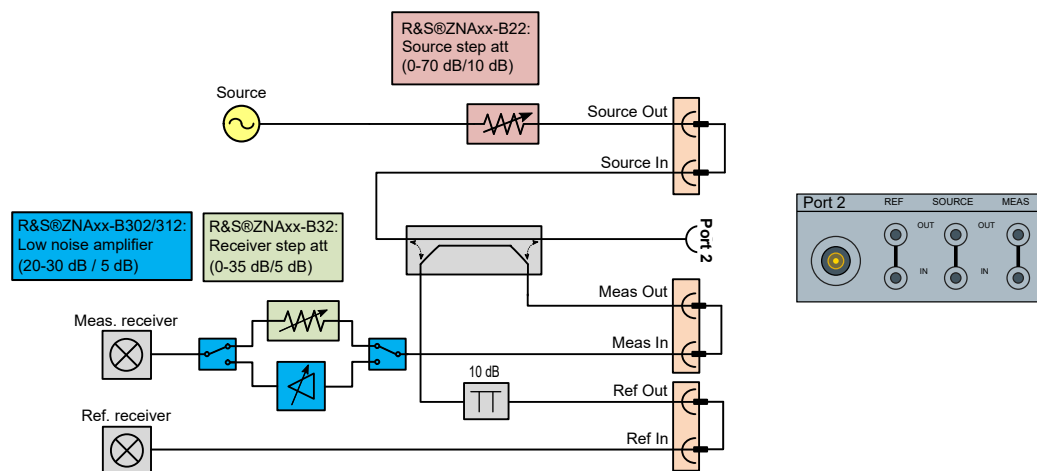 R&S®ZNAxx-B22:
Source step att
(0-70 dB/10 dB)
Source
Source Out
Source In
R&S®ZNAxx-B302/312:
Low noise amplifier
(20-30 dB / 5 dB)
R&S®ZNAxx-B32:
Receiver step att
(0-35 dB/5 dB)
Port 2
Meas Out
Meas. receiver
Meas In
10 dB
Ref Out
Ref. receiver
Ref In
Port 2
REF
SOURCE
MEAS
OUT
OUT
IN
IN